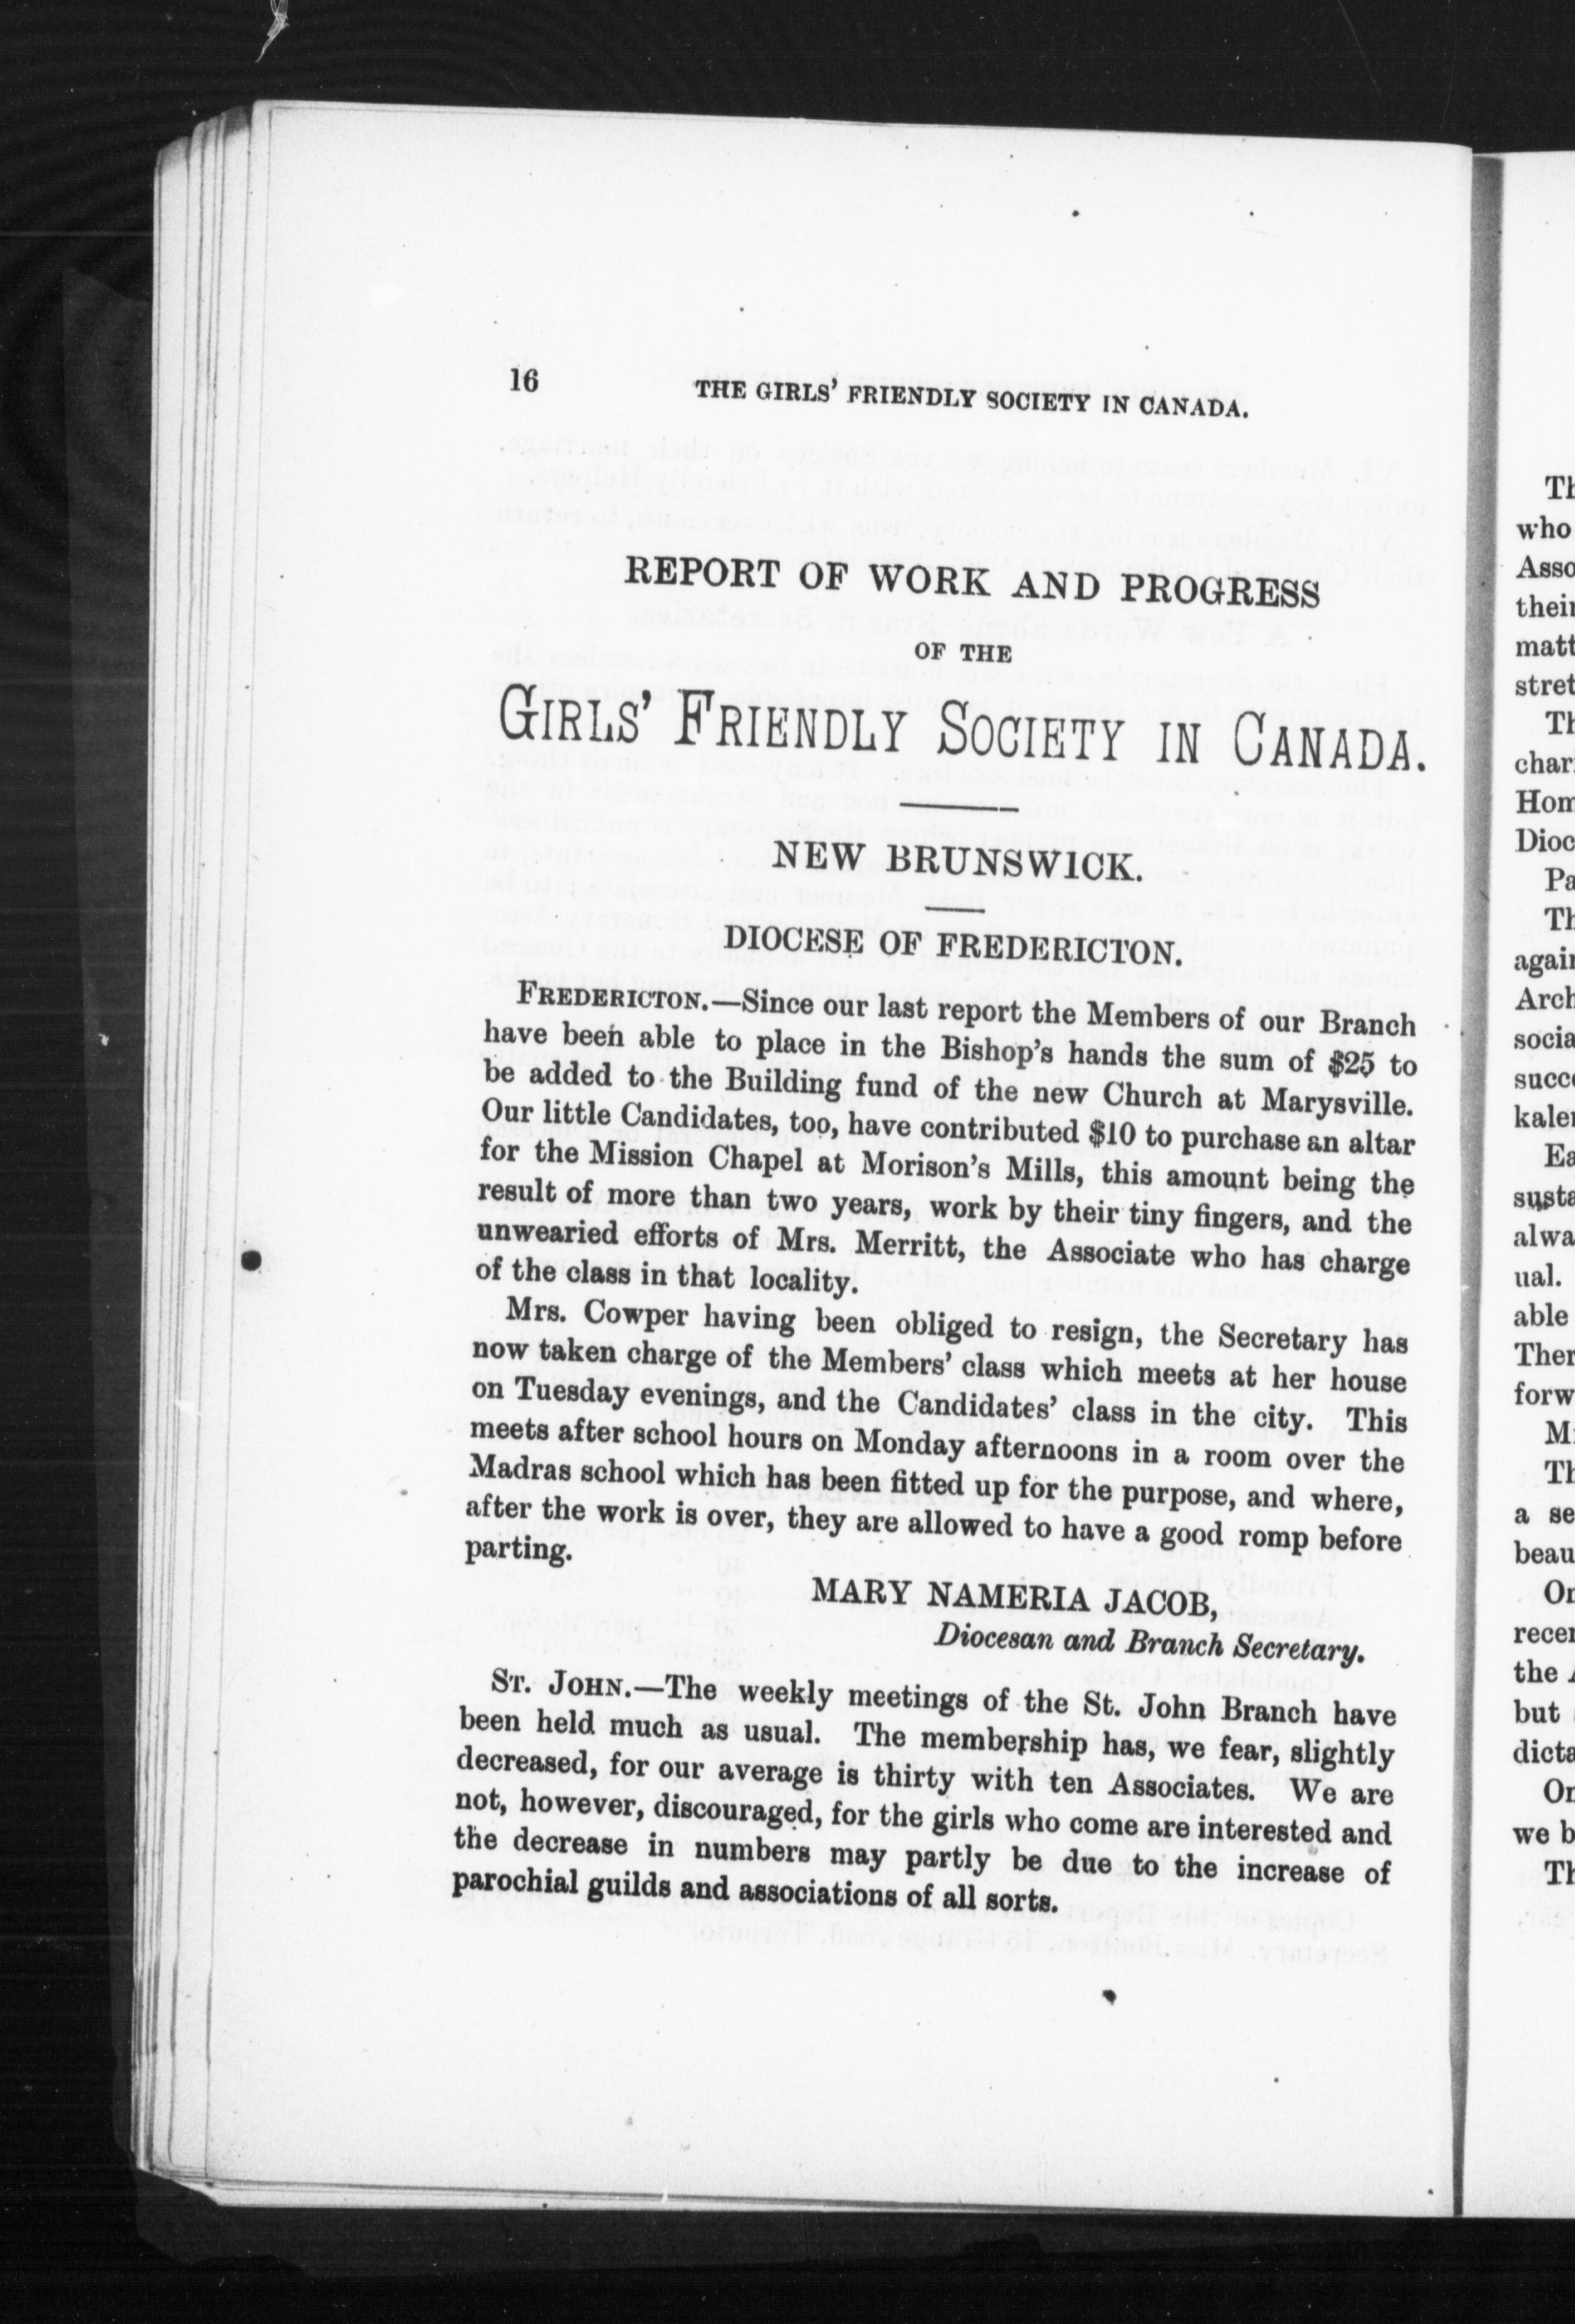 16 THE GIRLS' FRIENDLY SOCIETY IN CANADA.
REPORT OF WORK AND PROGRESS
OF THE
GIRLS' FRIENDLY SOCIETY IN CANADA.
NEW BRUNSWICK.
DIOCESE OF FREDERICTON.
FREDERICTON.—Since our last report the Members of our Branch
have been able to place in the Bishop's hands the sum of $25 to
be added to the Building fund of the new Church at Marysville.
Our little Candidates, too, have contributed $10 to purchase an altar
for the Mission Chapel at Morison's Mills, this amount being the
result of more than two years, work by their tiny fingers, and the
unwearied efforts of Mrs. Merritt, the Associate who has charge
of the class in that locality.
Mrs. Cowper having been obliged to resign, the Secretary has
now taken charge of the Members' class which meets at her house
on Tuesday evenings, and the Candidates' class in the city. This
meets after school hours on Monday afternoons in a room over the
Madras school which has been fitted up for the purpose, and where,
after the work is over, they are allowed to have a good romp before
parting.
MARY NAMERIA JACOB,
Diocesan and Branch Secretary.
ST. JOHN.—The weekly meetings of the St. John Branch have
been held much as usual. The membership has, we fear, slightly
decreased, for our average is thirty with ten Associates. We are
not, however, discouraged, for the girls who come are interested and
the decrease in numbers may partly be due to the increase of
parochial guilds and associations of all sorts.
who
a
able
the
but
we